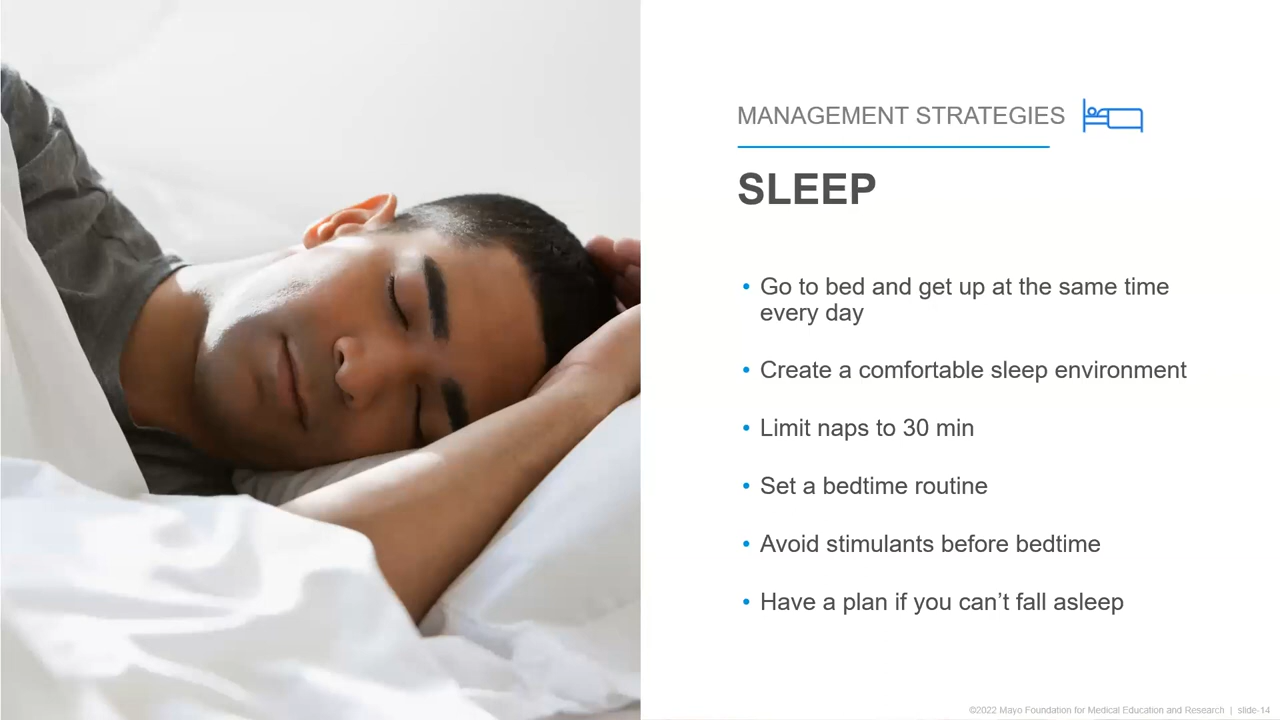 MANAGEMENT STRATEGIES
SLEEP
• Go to bed and get up at the same time
every day
• Create a comfortable sleep environment
• Limit naps to 30 min
• Set a bedtime routine
• Avoid stimulants before bedtime
• Have a plan if you can’t fall asleep
©2022 Mayo Foundation for Medical Education and Research | slide-14